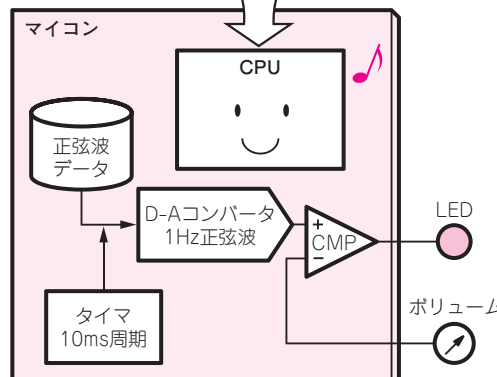 マイコン
CPU
正弦波
データ
D-Aコンバータ
1Hz正弦波
+
CMP
−
LED
ボリューム
タイマ
10ms周期